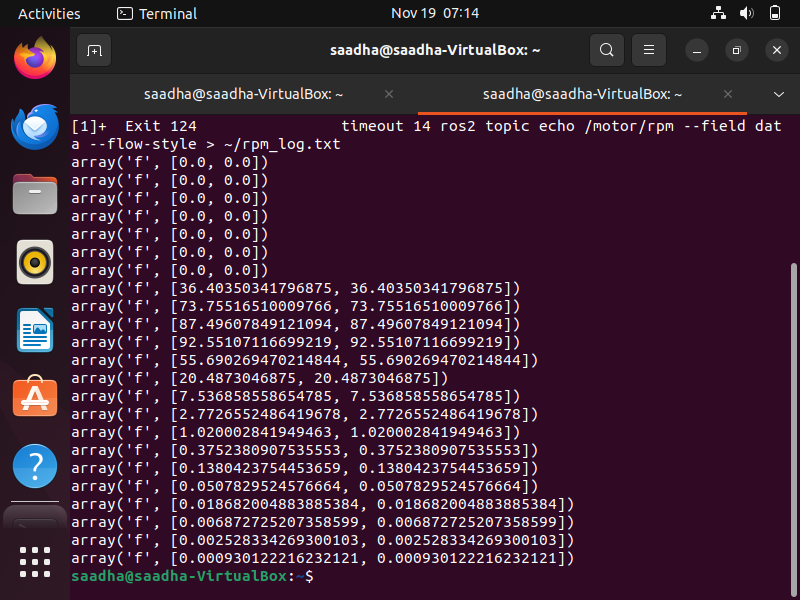 Activities
Terminal
Nov 19 07:14
saadha@saadha-VirtualBox: ~
saadha@saadha-VirtualBox: ~
saadha@saadha-VirtualBox: ~
[1]+  Exit 124                timeout 14 ros2 topic echo /motor/rpm --field dat
a --flow-style > ~/rpm_log.txt
array('f', [0.0, 0.0])
array('f', [0.0, 0.0])
array('f', [0.0, 0.0])
array('f', [0.0, 0.0])
array('f', [0.0, 0.0])
array('f', [0.0, 0.0])
array('f', [0.0, 0.0])
array('f', [36.40350341796875, 36.40350341796875])
array('f', [73.75516510009766, 73.75516510009766])
array('f', [87.49607849121094, 87.49607849121094])
array('f', [92.55107116699219, 92.55107116699219])
array('f', [55.690269470214844, 55.690269470214844])
array('f', [20.4873046875, 20.4873046875])
array('f', [7.536858558654785, 7.536858558654785])
array('f', [2.7726552486419678, 2.7726552486419678])
array('f', [1.020002841949463, 1.020002841949463])
array('f', [0.3752380907535553, 0.3752380907535553])
array('f', [0.1380423754453659, 0.1380423754453659])
array('f', [0.0507829524576664, 0.0507829524576664])
array('f', [0.018682004883885384, 0.018682004883885384])
array('f', [0.006872725207358599, 0.006872725207358599])
array('f', [0.002528334269300103, 0.002528334269300103])
array('f', [0.000930122216232121, 0.000930122216232121])
saadha@saadha-VirtualBox:~$